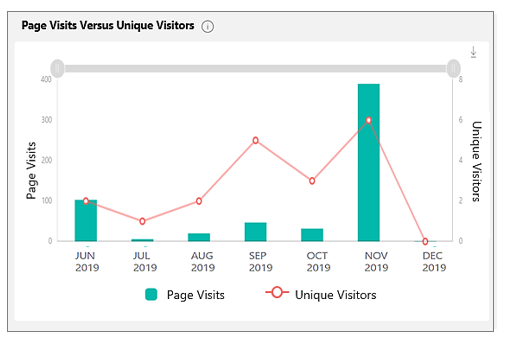 Page Visits Versus Unique Visitors
400
300
200
100
0
Page Visits
8
6
4
2
0
Unique Visitors
JUN 2019
JUL 2019
AUG 2019
SEP 2019
OCT 2019
NOV 2019
DEC 2019
Page Visits
Unique Visitors